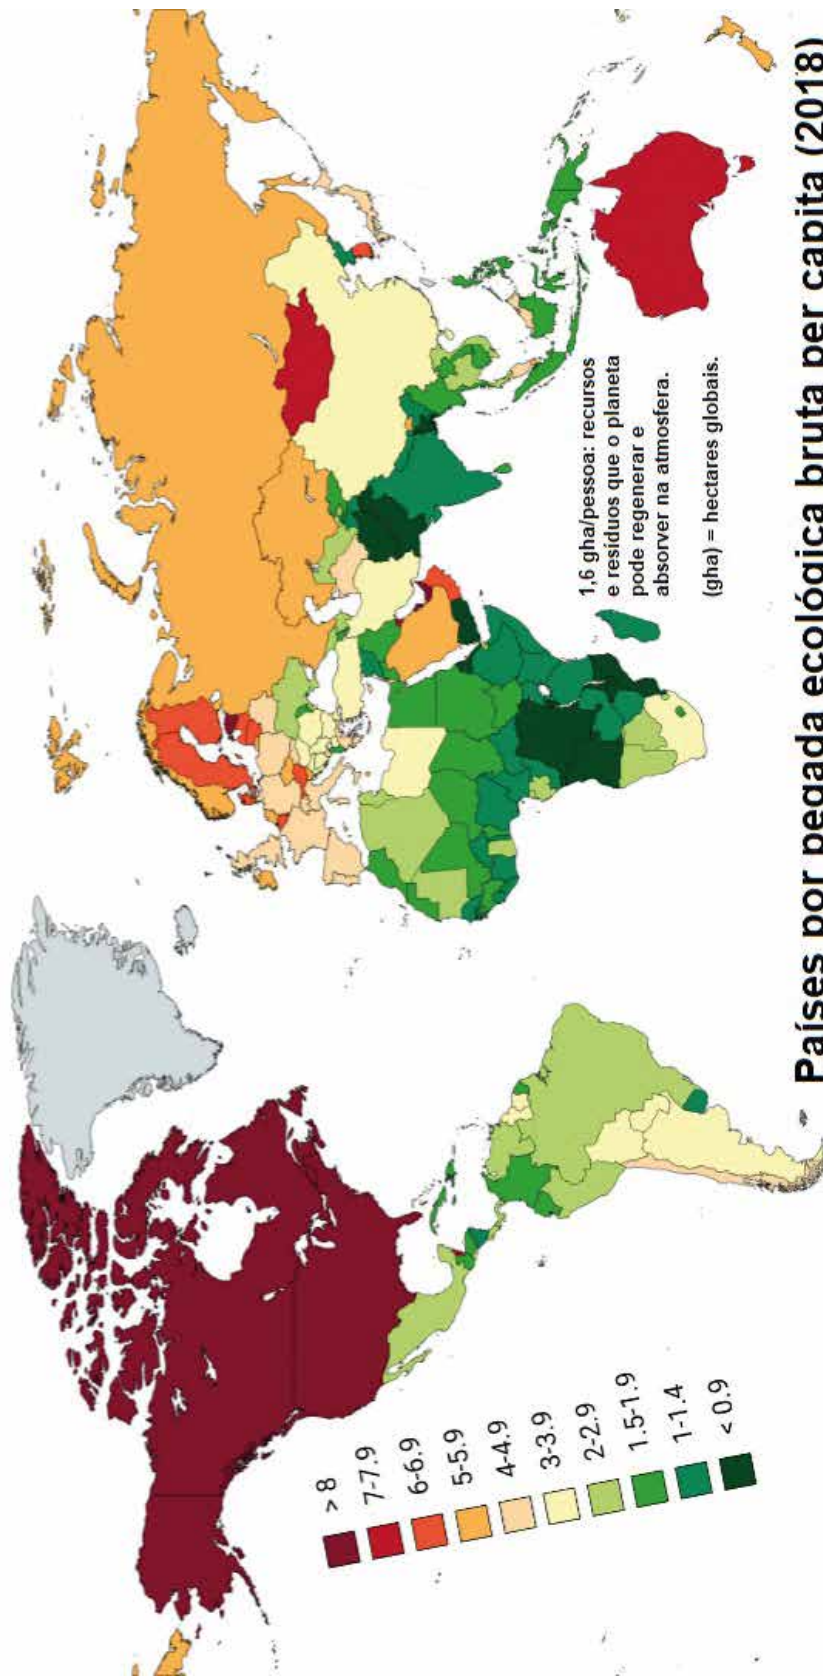 1,6 gha/pessoa: recursos
e resíduos que o planeta
pode regenerar e
absorver na atmosfera.
(gha) = hectares globais.
> 8
7-7.9
6-6.9
5-5.9
4-4.9
3-3.9
2-2.9
1.5-1.9
1-1.4
< 0.9
Países por pegada ecológica bruta per capita (2018)